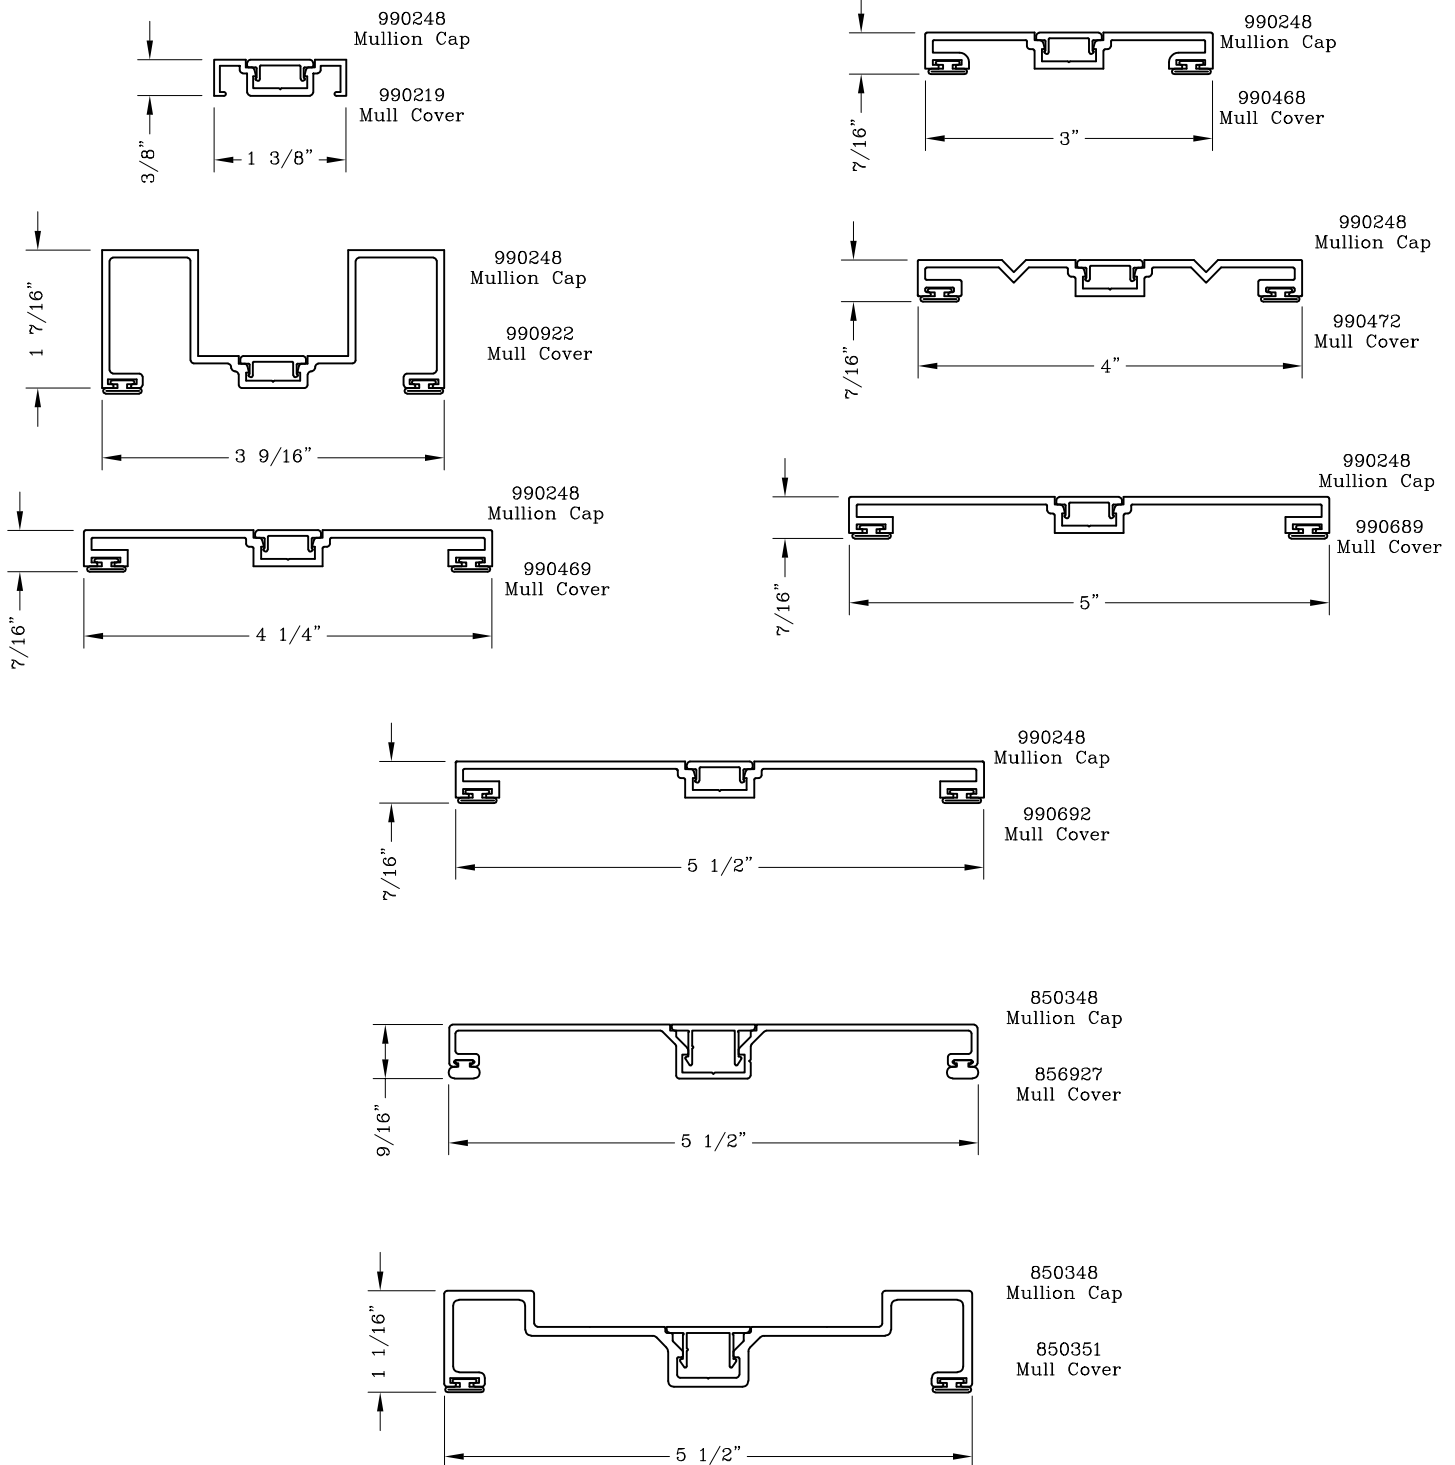 990248
Mullion Cap
990219
Mull Cover
3/8”
1 3/8”
990248
Mullion Cap
990468
Mull Cover
7/16”
3”
990248
Mullion Cap
990922
Mull Cover
1 7/16”
3 9/16”
990248
Mullion Cap
990472
Mull Cover
7/16”
4”
990248
Mullion Cap
990469
Mull Cover
7/16”
4 1/4”
990248
Mullion Cap
990689
Mull Cover
7/16”
5”
990248
Mullion Cap
990692
Mull Cover
7/16”
5 1/2”
850348
Mullion Cap
856927
Mull Cover
9/16”
5 1/2”
850348
Mullion Cap
850351
Mull Cover
1 1/16”
5 1/2”